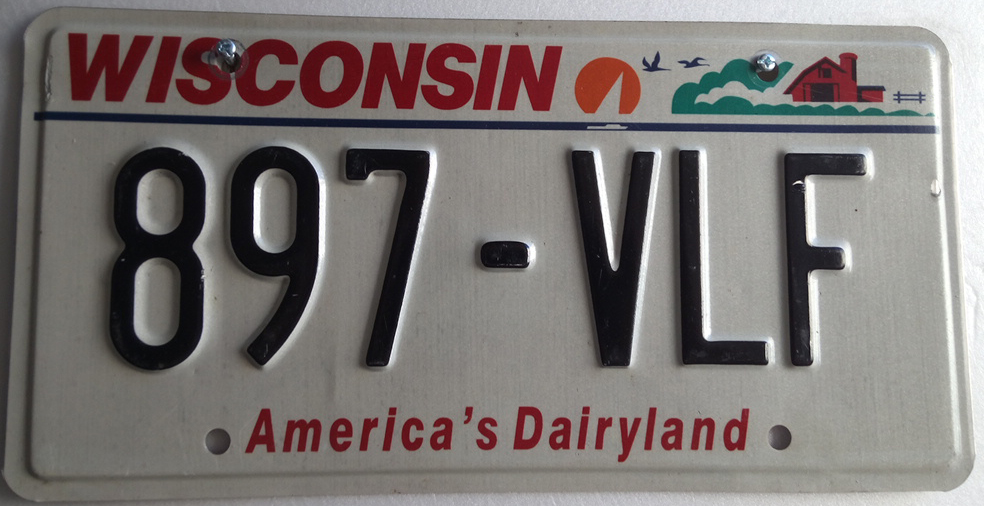 WISCONSIN
897-VLF
America's Dairyland